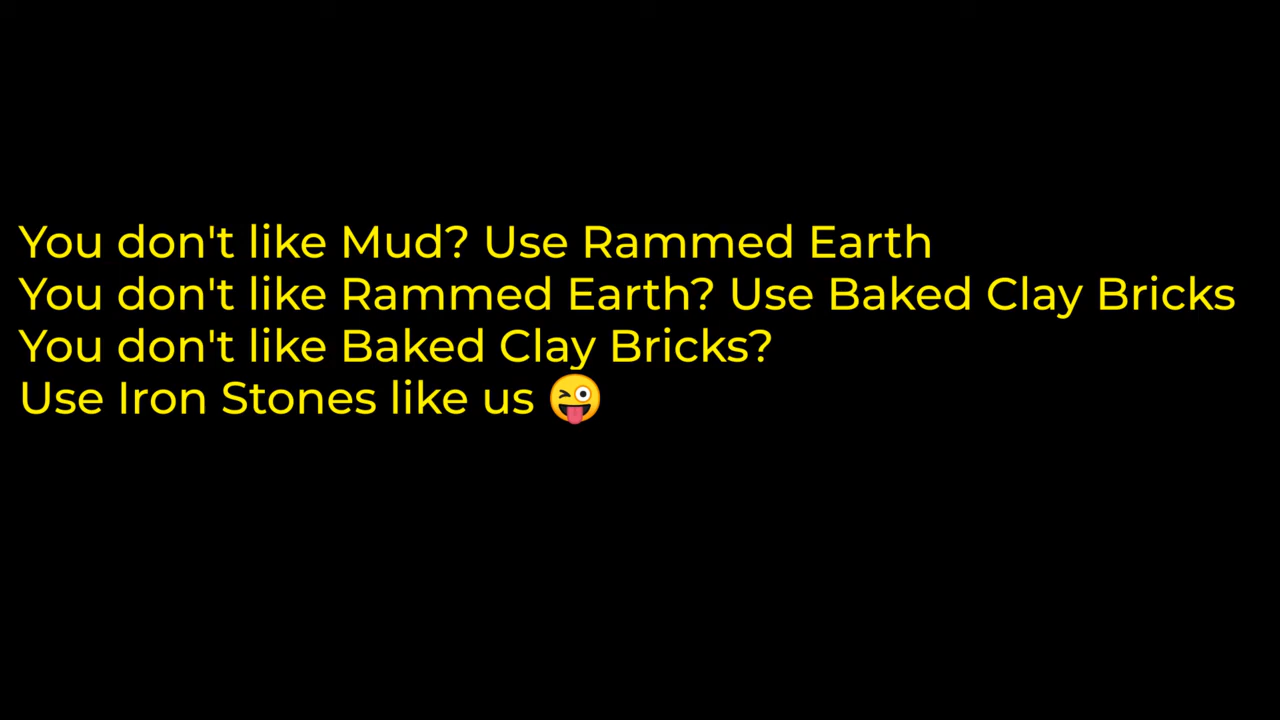 You don't like Mud? Use Rammed Earth
You don't like Rammed Earth? Use Baked Clay Bricks
You don't like Baked Clay Bricks?
Use Iron Stones like us 😜